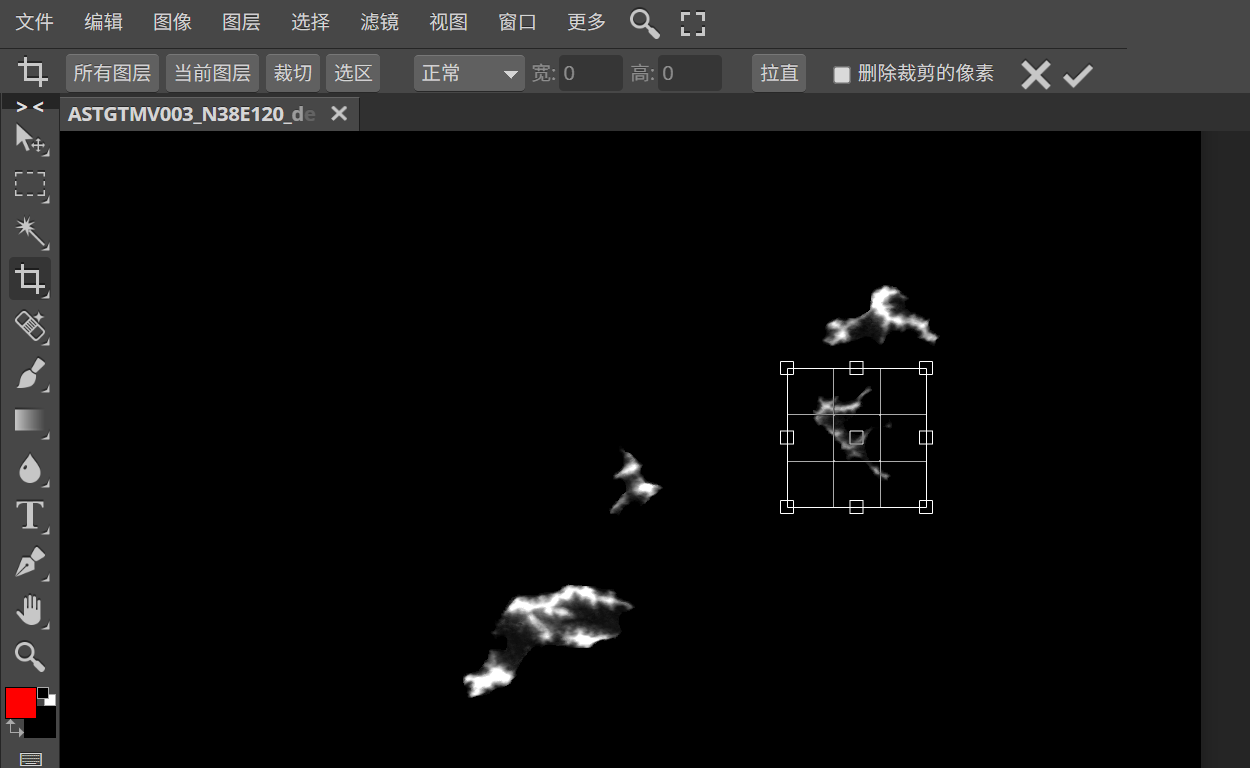 文件 编辑 图像 图层 选择 滤镜 视图 窗口 更多
所有图层 当前图层 裁切 选区 正常 宽: 0 高: 0 拉直 删除裁剪的像素
> <
ASTGTMV003_N38E120_de
T